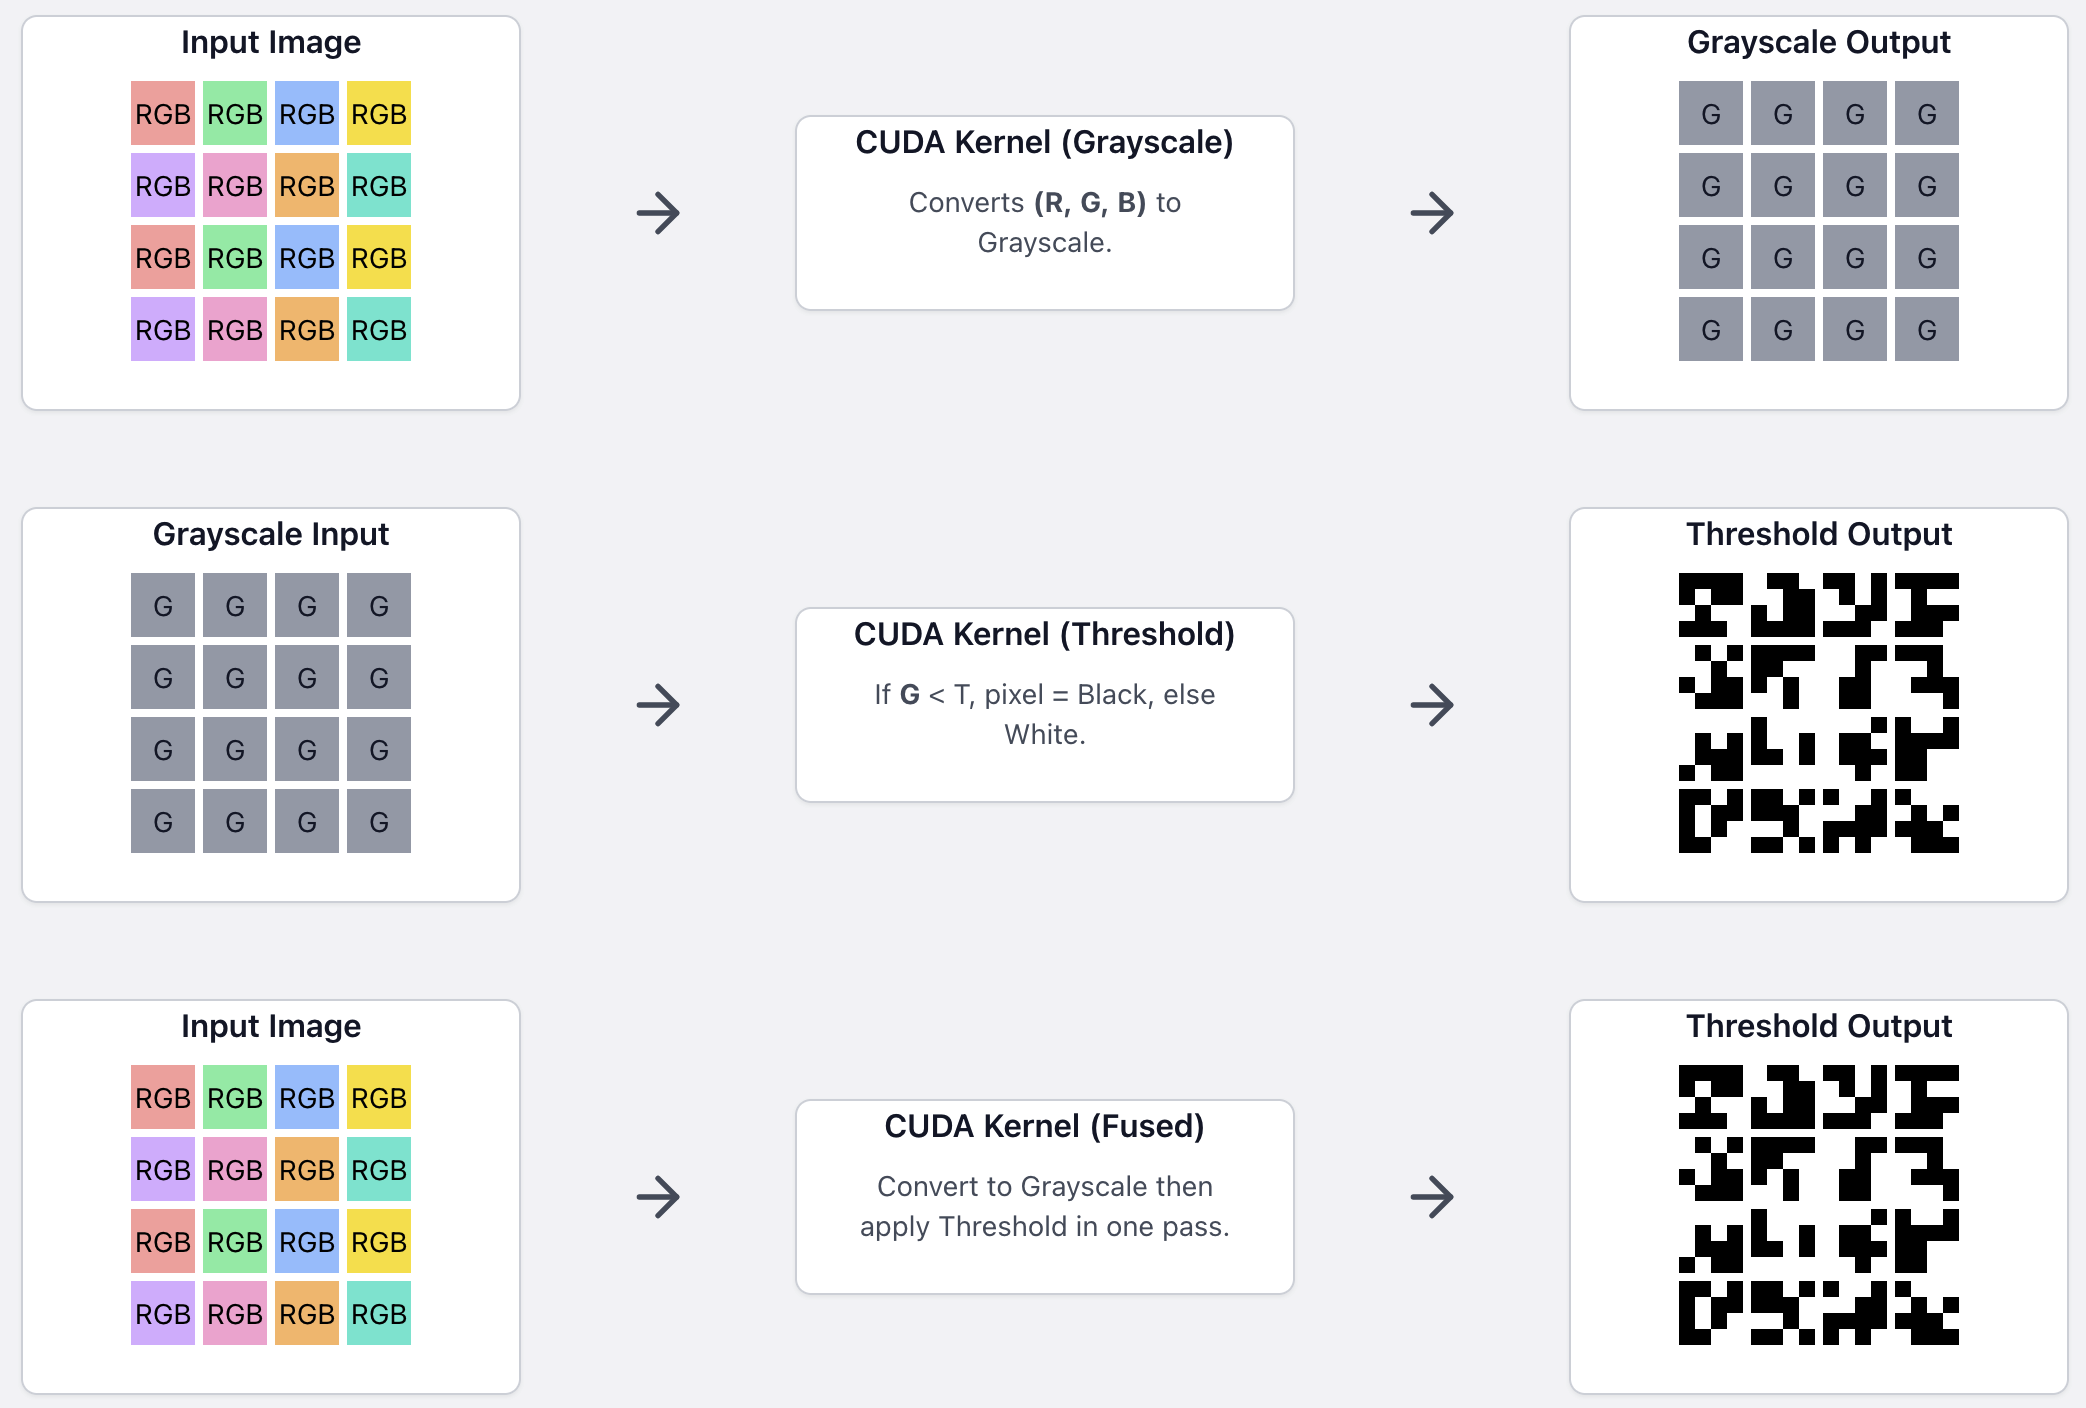 Input Image
RGB RGB RGB RGB
RGB RGB RGB RGB
RGB RGB RGB RGB
RGB RGB RGB RGB
CUDA Kernel (Grayscale)
Converts (R, G, B) to
Grayscale.
Grayscale Output
G G G G
G G G G
G G G G
G G G G
Grayscale Input
G G G G
G G G G
G G G G
G G G G
CUDA Kernel (Threshold)
If G < T, pixel = Black, else
White.
Threshold Output
Input Image
RGB RGB RGB RGB
RGB RGB RGB RGB
RGB RGB RGB RGB
RGB RGB RGB RGB
CUDA Kernel (Fused)
Convert to Grayscale then
apply Threshold in one pass.
Threshold Output